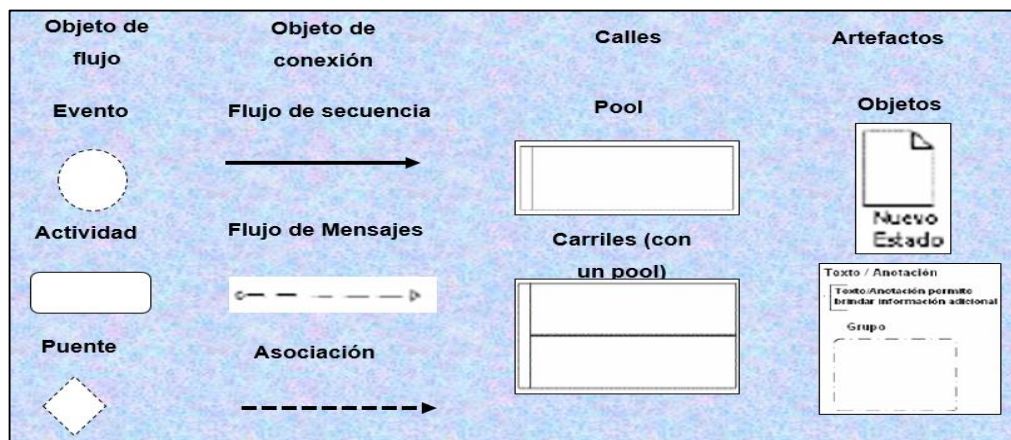 Objeto de
flujo
Objeto de
conexión
Calles
Artefactos
Evento
Flujo de secuencia
Pool
Objetos
Nuevo
Estado
Actividad
Flujo de Mensajes
Carriles (con
un pool)
Texto / Anotación
Texto/Anotación permite
brindar información adicional
Grupo
Puente
Asociación